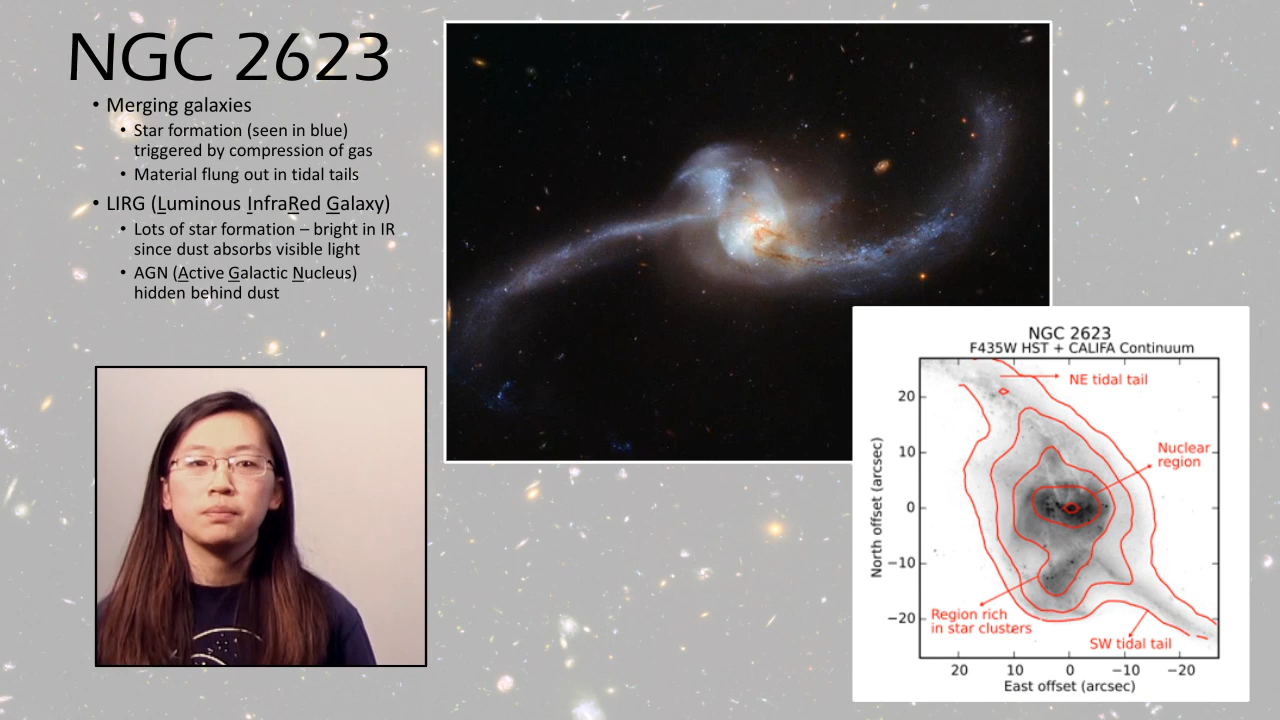 NGC 2623
• Merging galaxies
• Star formation (seen in blue)
triggered by compression of gas
• Material flung out in tidal tails
• LIRG (Luminous InfraRed Galaxy)
• Lots of star formation – bright in IR
since dust absorbs visible light
• AGN (Active Galactic Nucleus)
hidden behind dust
NGC 2623
F435W HST + CALIFA Continuum
NE tidal tail
Nuclear
region
Region rich
in star clusters
SW tidal tail
North offset (arcsec)
20
10
0
−10
−20
20 10 0 −10 −20
East offset (arcsec)